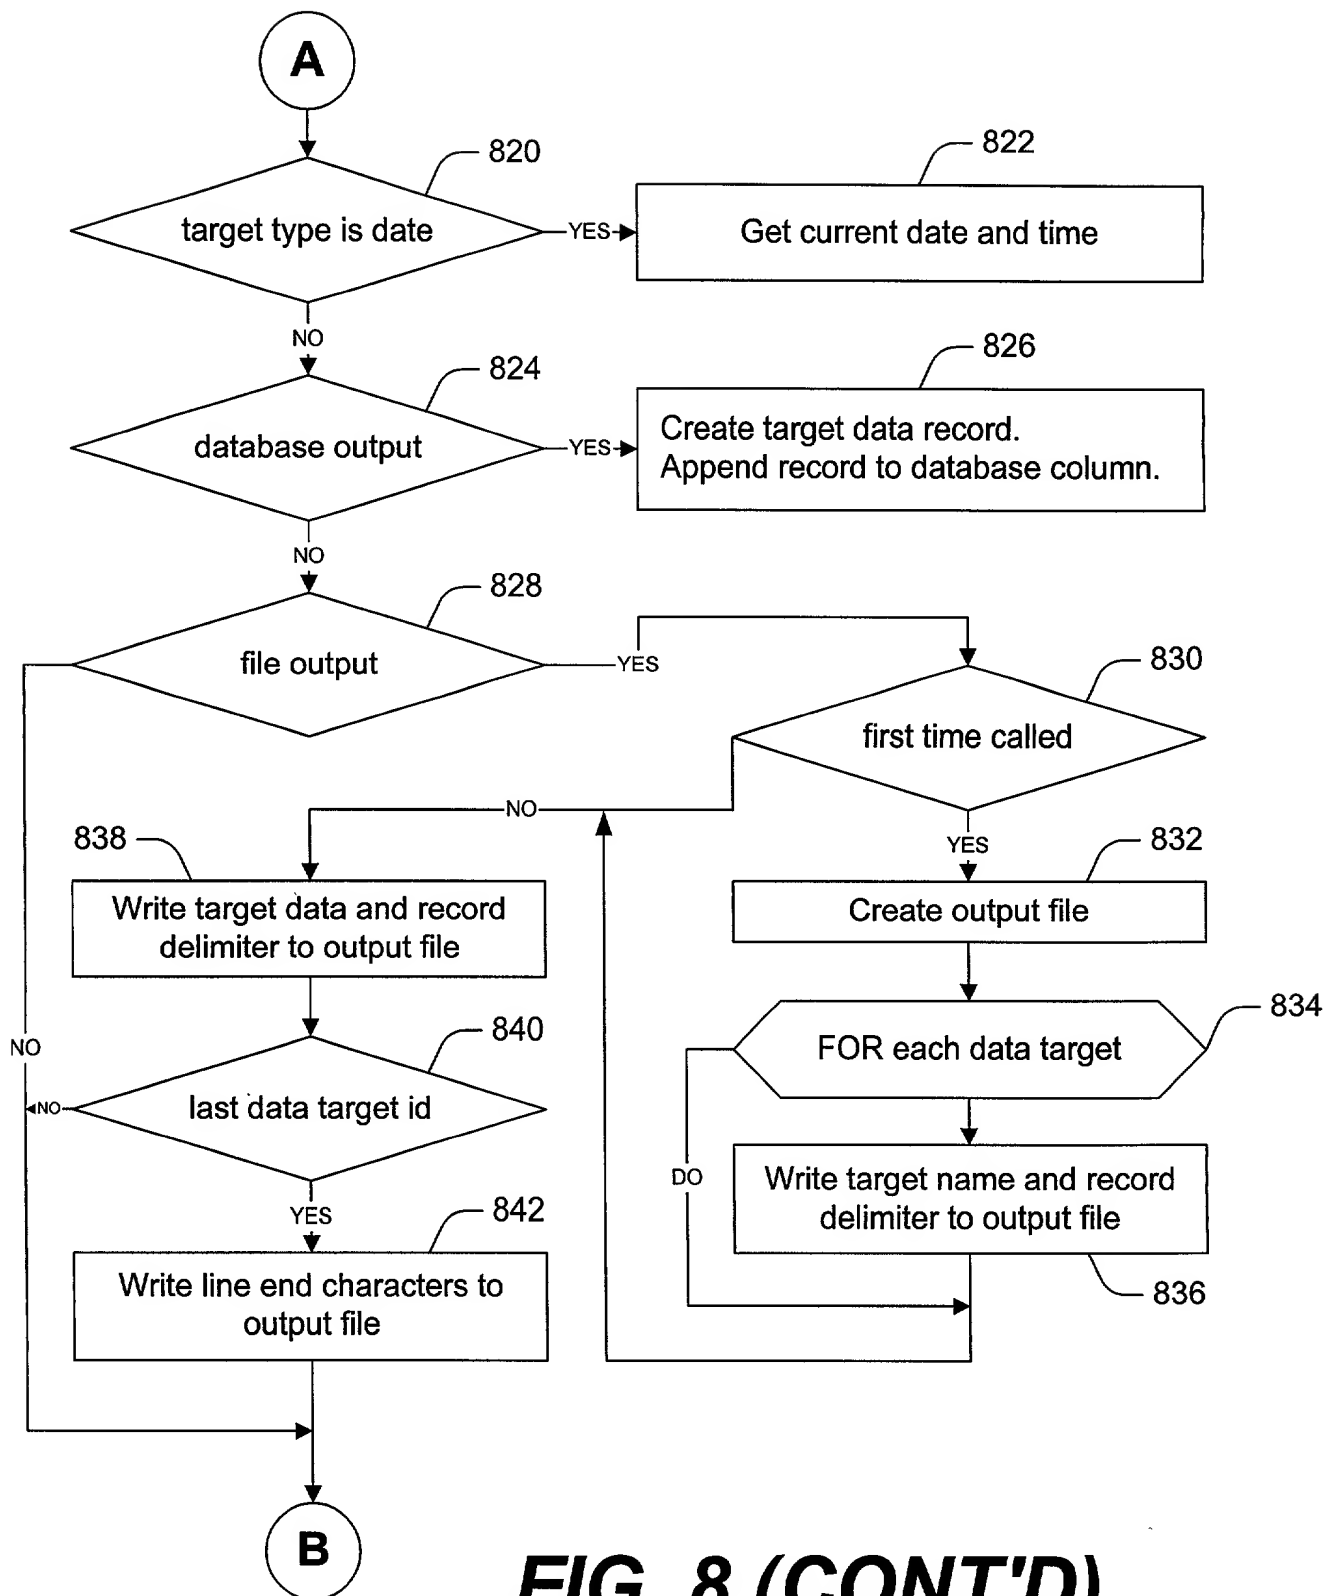 A
820
822
target type is date
YES
Get current date and time
NO
824
826
database output
YES
Create target data record.
Append record to database column.
NO
828
file output
YES
830
first time called
NO
838
YES
832
Write target data and record
delimiter to output file
Create output file
834
FOR each data target
NO
840
last data target id
NO
DO
Write target name and record
delimiter to output file
YES
842
836
Write line end characters to
output file
B
FIG. 8 (CONT'D)